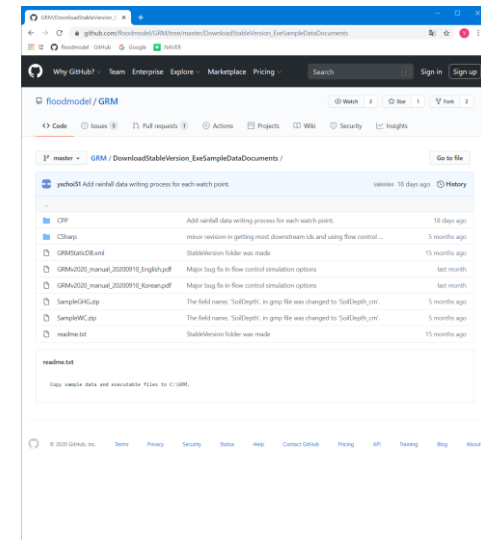 GRM/DownloadStableVersion_E
github.com/floodmodel/GRM/tree/master/DownloadStableVersion_ExeSampleDataDocuments
floodmodel · GitHub Google NAVER
Why GitHub? Team Enterprise Explore Marketplace Pricing Search / Sign in Sign up
floodmodel / GRM Watch 3 Star 1 Fork 2
Code Issues 5 Pull requests 1 Actions Projects Wiki Security Insights
master GRM / DownloadStableVersion_ExeSampleDataDocuments / Go to file
yschoi51 Add rainfall data writing process for each watch point. 18 days ago History
..
CPP Add rainfall data writing process for each watch point. 18 days ago
CSharp minor revision in getting most downstream ids and using flow control ... 5 months ago
GRMStaticDB.xml StableVersion folder was made 15 months ago
GRMv2020_manual_20200910_English.pdf Major bug fix in flow control simulation options last month
GRMv2020_manual_20200910_Korean.pdf Major bug fix in flow control simulation options last month
SampleGHG.zip The field name, 'SoilDepth', in gmp file was changed to 'SoilDepth_cm'. 5 months ago
SampleWC.zip The field name, 'SoilDepth', in gmp file was changed to 'SoilDepth_cm'. 5 months ago
readme.txt StableVersion folder was made 15 months ago
readme.txt
Copy sample data and executable files to C:\GRM.
© 2020 GitHub, Inc. Terms Privacy Security Status Help Contact GitHub Pricing API Training Blog About